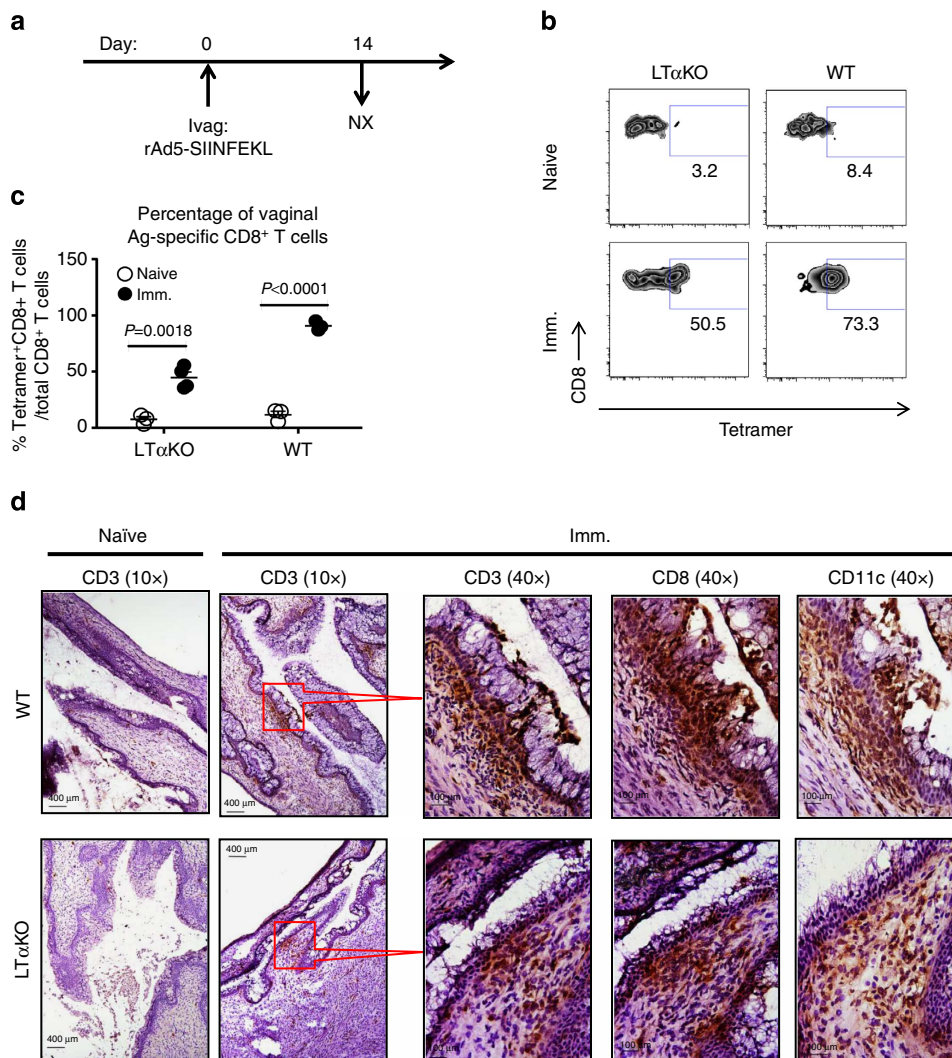 a
Day: 0 14
Ivag:
rAd5-SIINFEKL
NX
b
LTαKO WT
Naive
3.2 8.4
Imm.
50.5 73.3
CD8
Tetramer
c
Percentage of vaginal
Ag-specific CD8⁺ T cells
% Tetramer⁺CD8+ T cells
/total CD8⁺ T cells
150
100
50
0
Naive
Imm.
P=0.0018
P<0.0001
LTαKO WT
d
Naïve Imm.
CD3 (10×) CD3 (10×) CD3 (40×) CD8 (40×) CD11c (40×)
WT
400 μm 400 μm 100 μm 100 μm 100 μm
LTαKO
400 μm 400 μm 100 μm 100 μm 100 μm